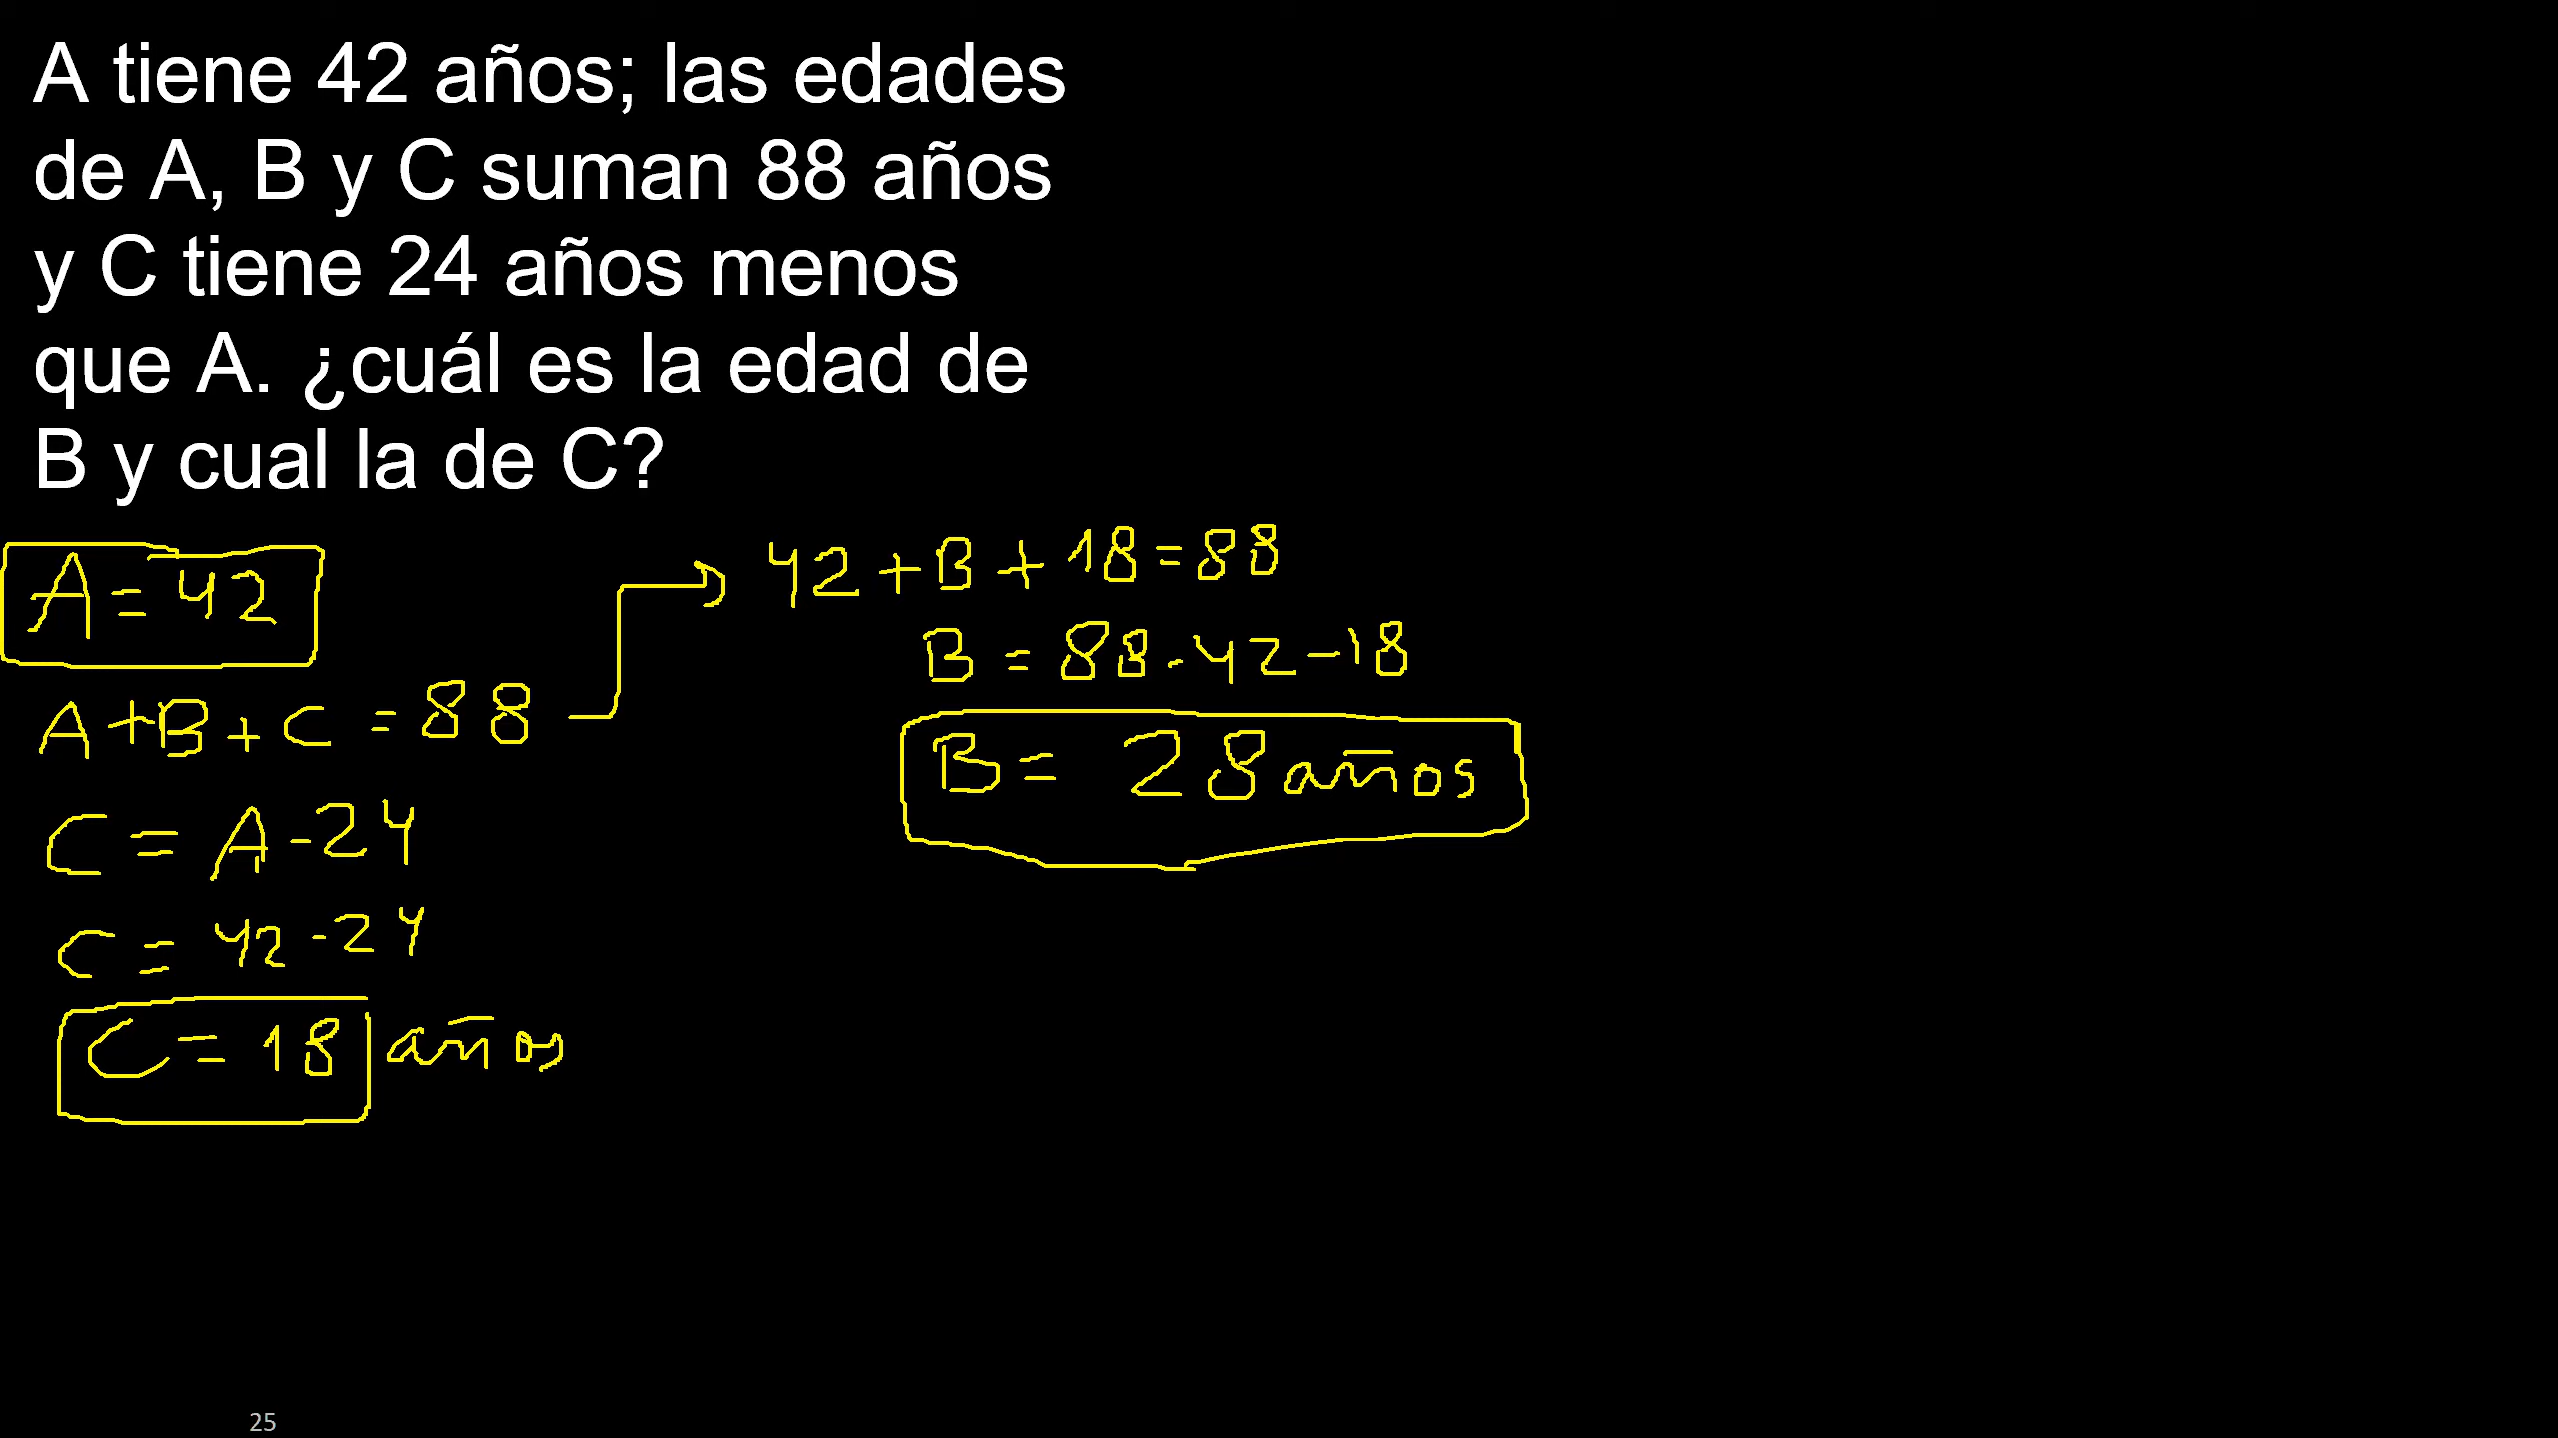 A tiene 42 años; las edades
de A, B y C suman 88 años
y C tiene 24 años menos
que A. ¿cuál es la edad de
B y cual la de C?
A = 42
A + B + C = 88
C = A - 24
C = 42 - 24
C = 18 años
42 + B + 18 = 88
B = 88 - 42 - 18
B = 28 años
25